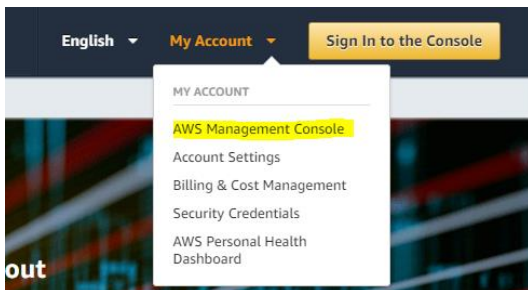 English My Account Sign In to the Console
MY ACCOUNT
AWS Management Console
Account Settings
Billing & Cost Management
Security Credentials
AWS Personal Health
Dashboard
out